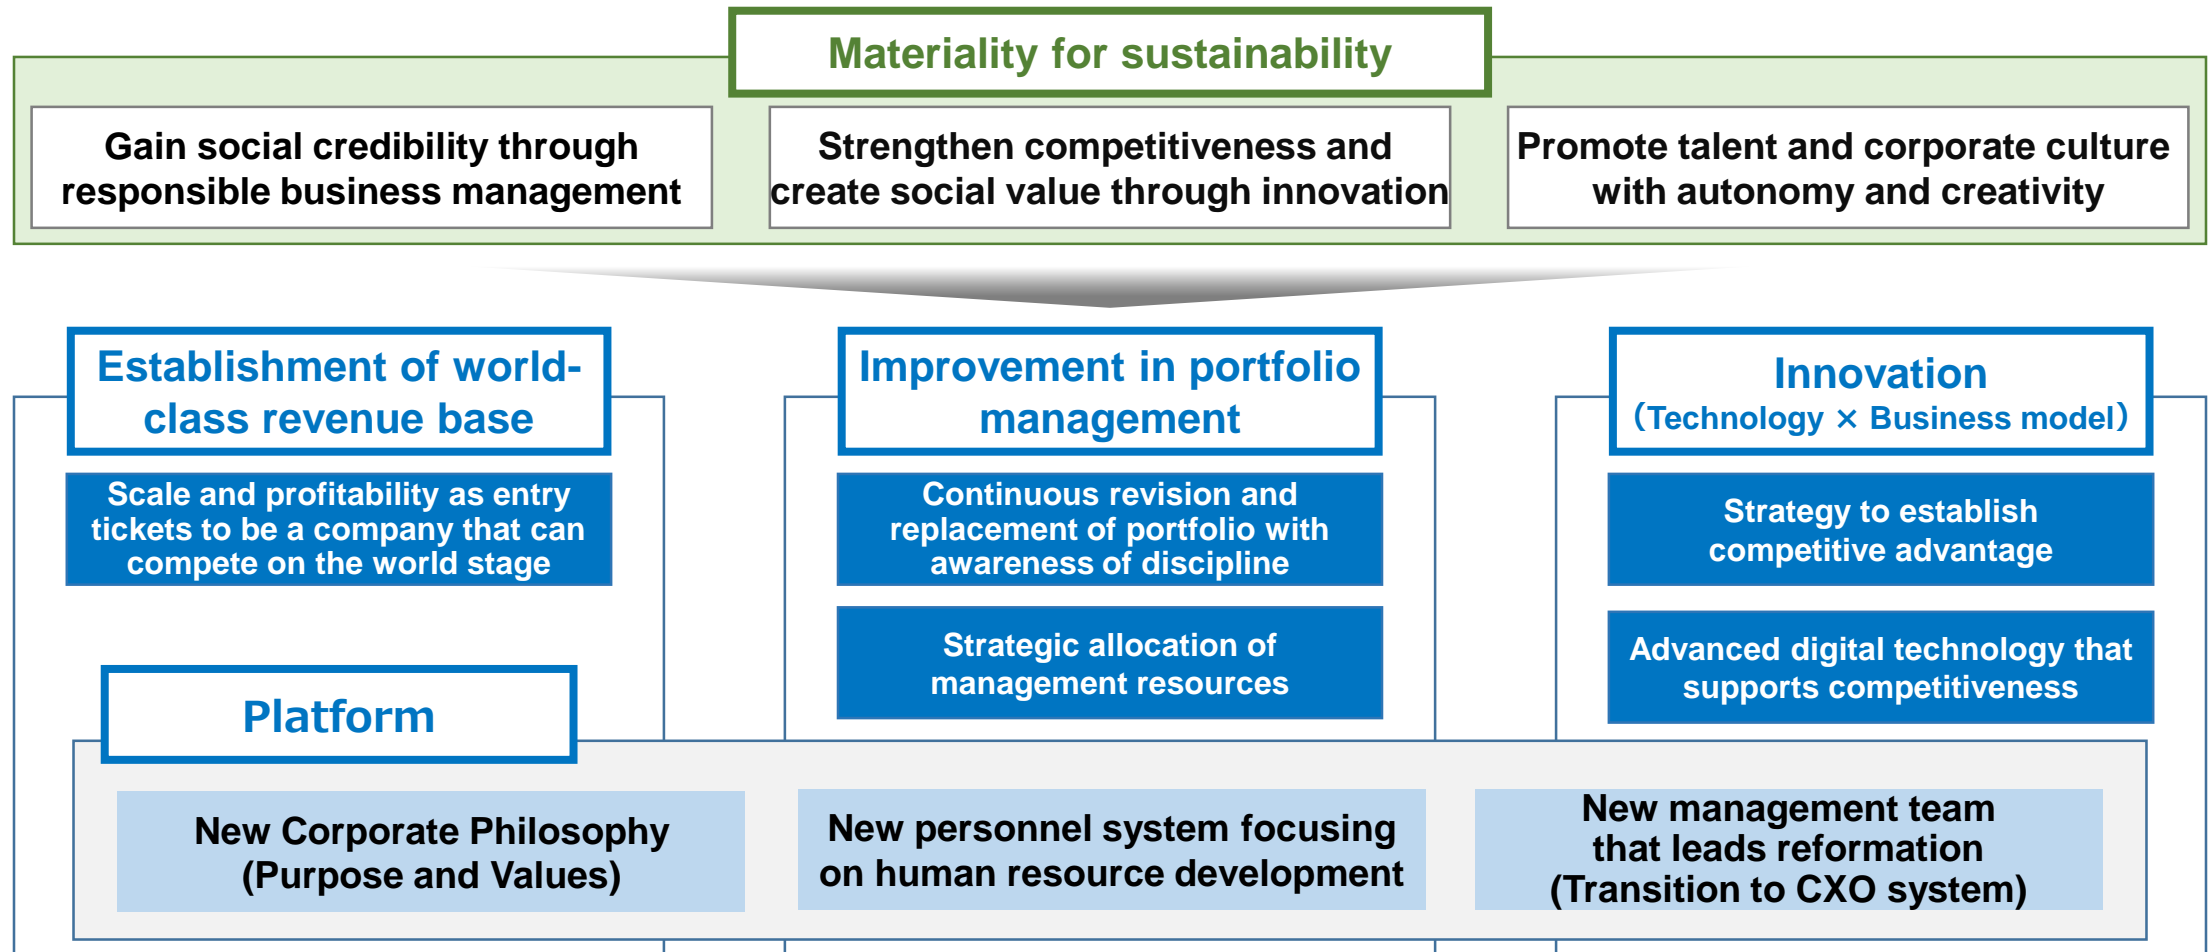 Materiality for sustainability
Gain social credibility through
responsible business management
Strengthen competitiveness and
create social value through innovation
Promote talent and corporate culture
with autonomy and creativity
Establishment of world-
class revenue base
Scale and profitability as entry
tickets to be a company that can
compete on the world stage
Improvement in portfolio
management
Continuous revision and
replacement of portfolio with
awareness of discipline
Strategic allocation of
management resources
Innovation
（Technology × Business model）
Strategy to establish
competitive advantage
Advanced digital technology that
supports competitiveness
Platform
New Corporate Philosophy
(Purpose and Values)
New personnel system focusing
on human resource development
New management team
that leads reformation
(Transition to CXO system)